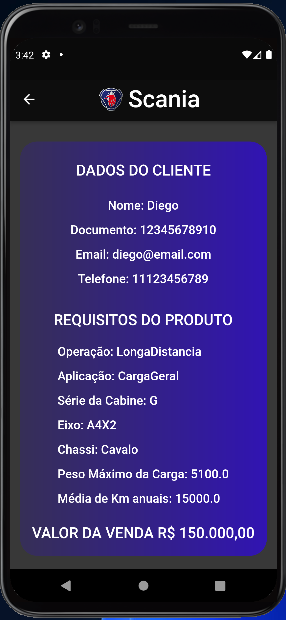 3:42
Scania
DADOS DO CLIENTE
Nome: Diego
Documento: 12345678910
Email: diego@email.com
Telefone: 11123456789
REQUISITOS DO PRODUTO
Operação: LongaDistancia
Aplicação: CargaGeral
Série da Cabine: G
Eixo: A4X2
Chassi: Cavalo
Peso Máximo da Carga: 5100.0
Média de Km anuais: 15000.0
VALOR DA VENDA R$ 150.000,00